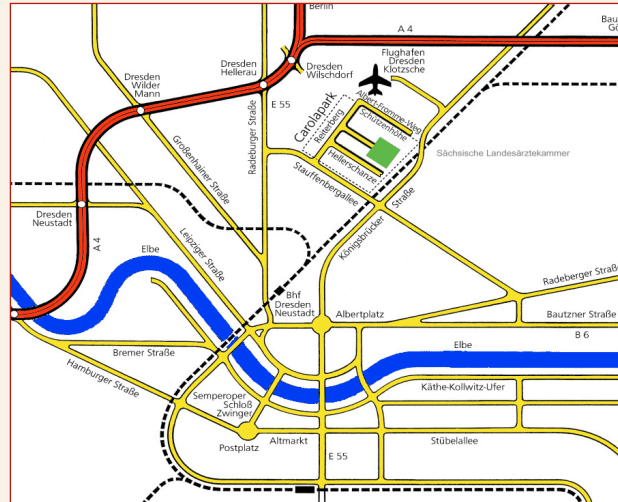 Berlin
A 4
Bau
Gö
Flughafen
Dresden
Klotzsche
Dresden
Hellerau
Dresden
Wilschdorf
Dresden
Wilder
Mann
E 55
Carolapark
Reiterberg
Albert-Fromme-Weg
Schützenhöhe
Hellerschanze
Sächsische Landesärztekammer
Radeburger Straße
Großenhainer Straße
Stauffenbergallee
Königsbrücker
Straße
Dresden
Neustadt
A 4
Elbe
Leipziger Straße
Radeberger Straße
Bhf
Dresden
Neustadt
Albertplatz
Bautzner Straße
B 6
Bremer Straße
Elbe
Hamburger Straße
Semperoper
Schloß
Zwinger
Käthe-Kollwitz-Ufer
Postplatz
Altmarkt
Stübelallee
E 55